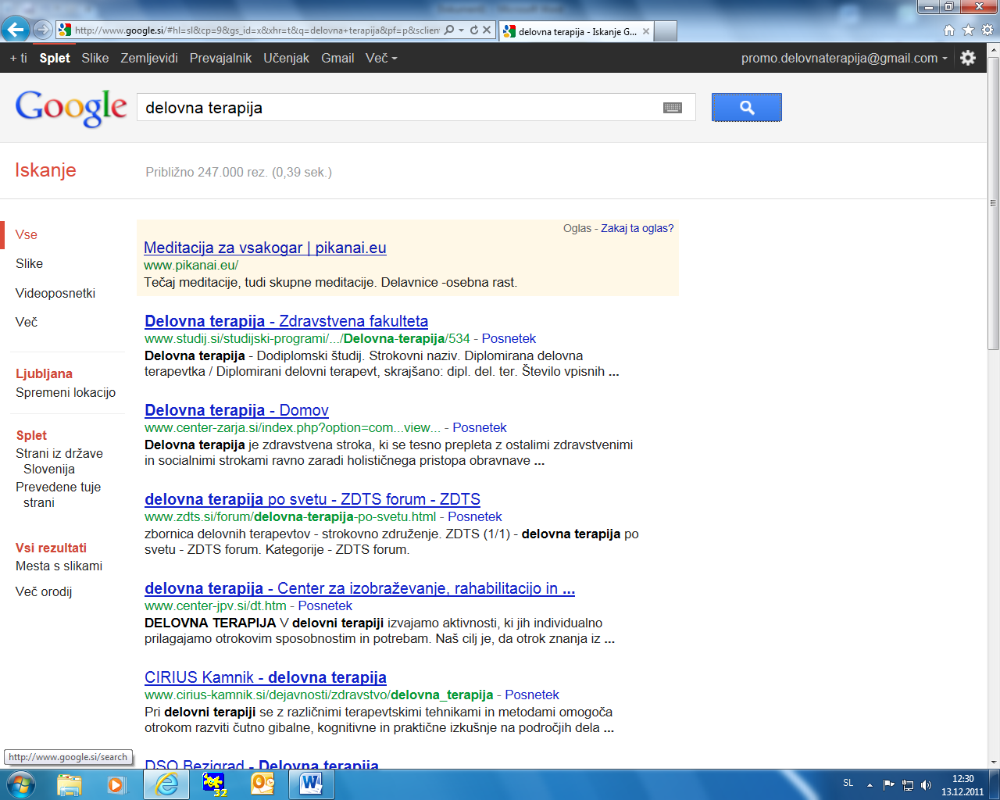 http://www.google.si/#hl=sl&cp=9&gs_id=x&xhr=t&q=delovna+terapija&pf=p&sclien
delovna terapija - Iskanje G...
+ ti Splet Slike Zemljevidi Prevajalnik Učenjak Gmail Več
promo.delovnaterapija@gmail.com
Google
delovna terapija
Iskanje
Približno 247.000 rez. (0,39 sek.)
Vse
Slike
Videoposnetki
Več
Ljubljana
Spremeni lokacijo
Splet
Strani iz države
Slovenija
Prevedene tuje
strani
Vsi rezultati
Mesta s slikami
Več orodij
Oglas - Zakaj ta oglas?
Meditacija za vsakogar | pikanai.eu
www.pikanai.eu/
Tečaj meditacije, tudi skupne meditacije. Delavnice -osebna rast.
Delovna terapija - Zdravstvena fakulteta
www.studij.si/studijski-programi/.../Delovna-terapija/534 - Posnetek
Delovna terapija - Dodiplomski študij. Strokovni naziv. Diplomirana delovna
terapevtka / Diplomirani delovni terapevt, skrajšano: dipl. del. ter. Število vpisnih ...
Delovna terapija - Domov
www.center-zarja.si/index.php?option=com...view... - Posnetek
Delovna terapija je zdravstvena stroka, ki se tesno prepleta z ostalimi zdravstvenimi
in socialnimi strokami ravno zaradi holističnega pristopa obravnave ...
delovna terapija po svetu - ZDTS forum - ZDTS
www.zdts.si/forum/delovna-terapija-po-svetu.html - Posnetek
zbornica delovnih terapevtov - strokovno združenje. ZDTS (1/1) - delovna terapija po
svetu - ZDTS forum. Kategorije - ZDTS forum.
delovna terapija - Center za izobraževanje, rahabilitacijo in ...
www.center-jpv.si/dt.htm - Posnetek
DELOVNA TERAPIJA V delovni terapiji izvajamo aktivnosti, ki jih individualno
prilagajamo otrokovim sposobnostim in potrebam. Naš cilj je, da otrok znanja iz ...
CIRIUS Kamnik - delovna terapija
www.cirius-kamnik.si/dejavnosti/zdravstvo/delovna_terapija - Posnetek
Pri delovni terapiji se z različnimi terapevtskimi tehnikami in metodami omogoča
otrokom razviti čutno gibalne, kognitivne in praktične izkušnje na področjih dela ...
DSO Bezigrad - Delovna terapija
http://www.google.si/search
32
SL
12:30
13.12.2011